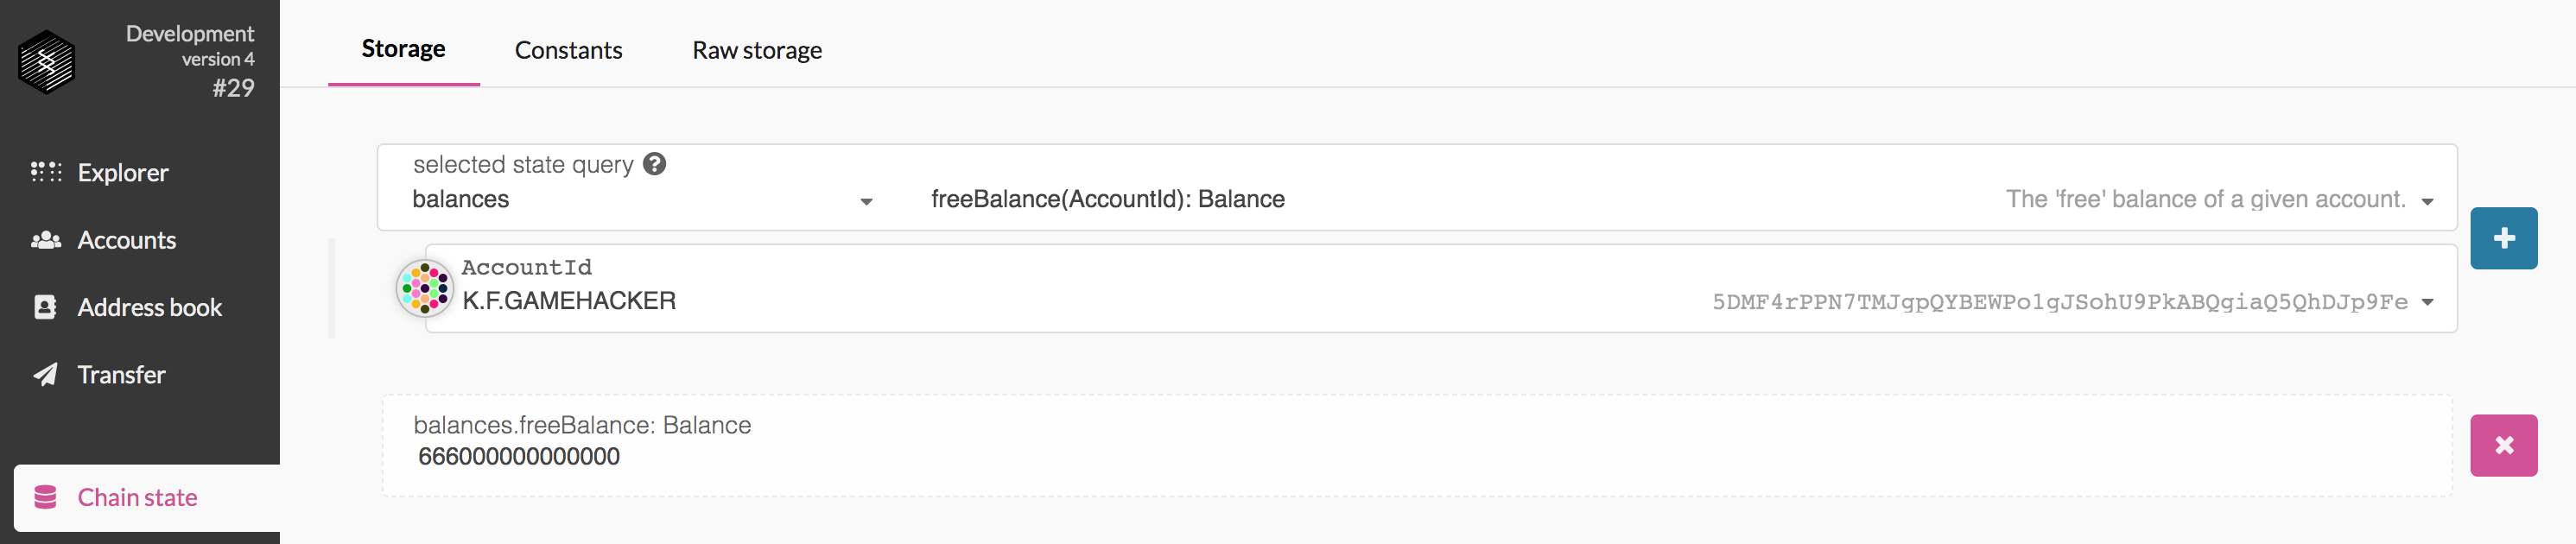 Development
version 4
#29
Explorer
Accounts
Address book
Transfer
Chain state
Storage
Constants
Raw storage
selected state query
balances
freeBalance(AccountId): Balance
The 'free' balance of a given account.
AccountId
K.F.GAMEHACKER
5DMF4rPPN7TMJgpQYBEWPo1gJSohU9PkABQgiaQ5QhDJp9Fe
balances.freeBalance: Balance
666000000000000